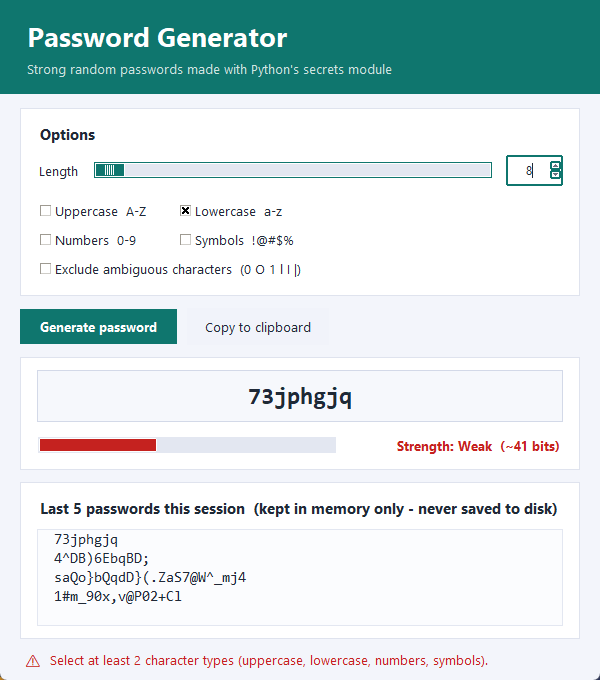 Password Generator
Strong random passwords made with Python's secrets module
Options
Length 8
Uppercase A-Z Lowercase a-z
Numbers 0-9 Symbols !@#$%
Exclude ambiguous characters (0 O 1 l I |)
Generate password Copy to clipboard
73jphgjq
Strength: Weak (~41 bits)
Last 5 passwords this session (kept in memory only - never saved to disk)
73jphgjq
4^DB)6EbqBD;
saQo}bQqdD}(.ZaS7@W^_mj4
1#m_90x,v@P02+Cl
Select at least 2 character types (uppercase, lowercase, numbers, symbols).